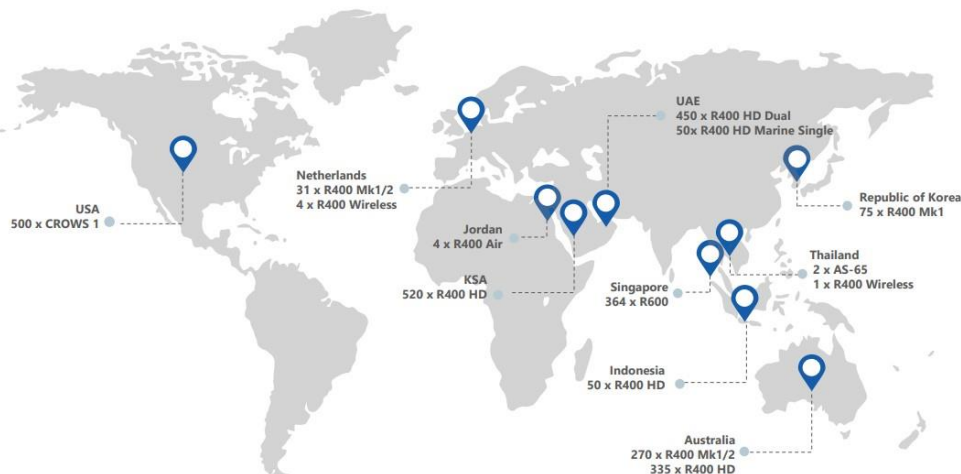 UAE
450 x R400 HD Dual
50x R400 HD Marine Single
Netherlands
31 x R400 Mk1/2
4 x R400 Wireless
Republic of Korea
75 x R400 Mk1
USA
500 x CROWS 1
Jordan
4 x R400 Air
Thailand
2 x AS-65
1 x R400 Wireless
KSA
520 x R400 HD
Singapore
364 x R600
Indonesia
50 x R400 HD
Australia
270 x R400 Mk1/2
335 x R400 HD